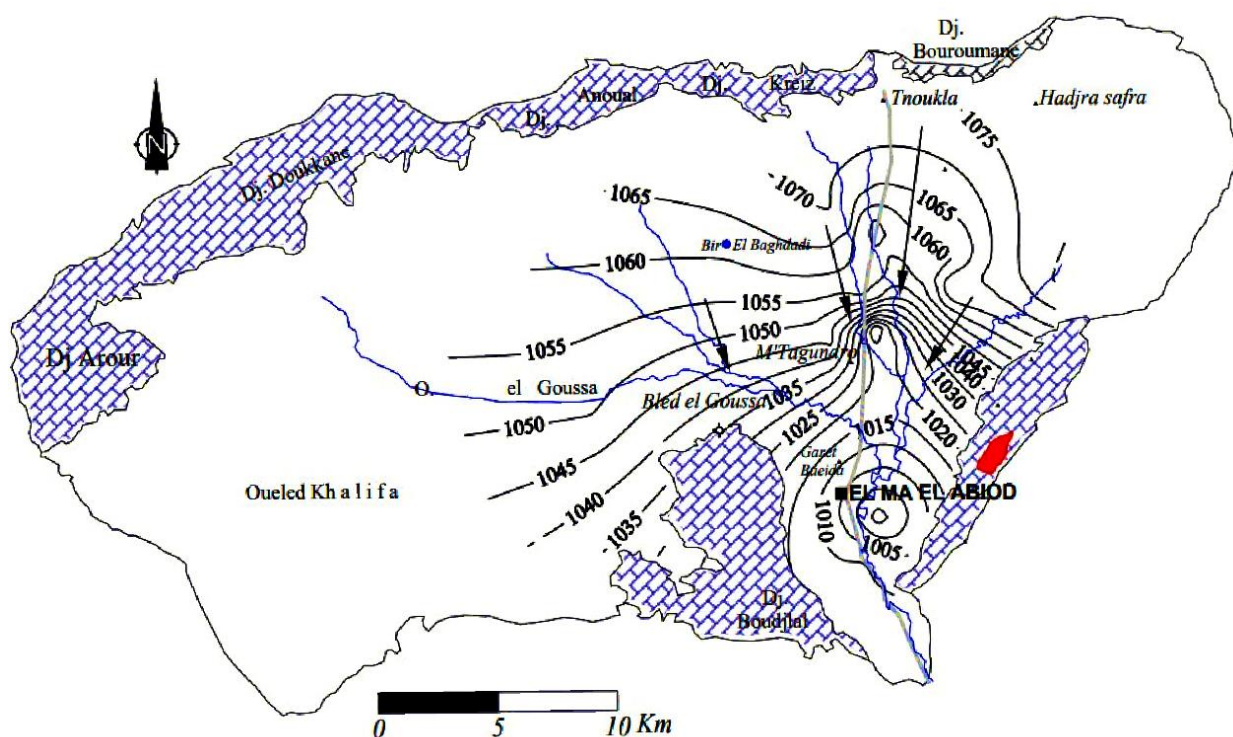 Dj.
Bouroumane
Dj. Kreiz
Dj. Anoual
Tnoukla
Hadjra safra
Dj. Doukkane
N
1075
1070
1065
1065
1060
Bir El Baghdadi
1060
1055
1050
M'Tagundro
1055
1045
1040
1030
Dj Arour
O. el Goussa
Bled el Goussa
1035
1025
1015
1020
1050
Garet
Baeida
1045
Oueled Khalifa
EL MA EL ABIOD
1040
1035
1010
1005
Dj.
Boudjlal
0 5 10 Km